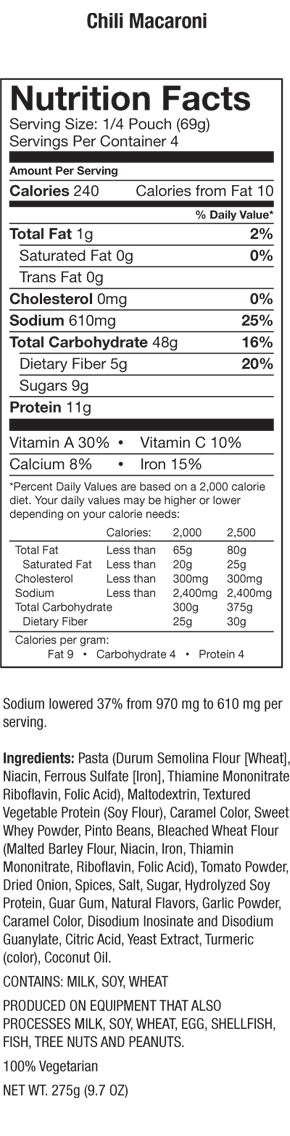 Chili Macaroni
Nutrition Facts
Serving Size: 1/4 Pouch (69g)
Servings Per Container 4
Amount Per Serving
Calories 240 Calories from Fat 10
% Daily Value*
Total Fat 1g 2%
Saturated Fat 0g 0%
Trans Fat 0g
Cholesterol 0mg 0%
Sodium 610mg 25%
Total Carbohydrate 48g 16%
Dietary Fiber 5g 20%
Sugars 9g
Protein 11g
Vitamin A 30% • Vitamin C 10%
Calcium 8% • Iron 15%
*Percent Daily Values are based on a 2,000 calorie
diet. Your daily values may be higher or lower
depending on your calorie needs:
Calories: 2,000 2,500
Total Fat Less than 65g 80g
Saturated Fat Less than 20g 25g
Cholesterol Less than 300mg 300mg
Sodium Less than 2,400mg 2,400mg
Total Carbohydrate 300g 375g
Dietary Fiber 25g 30g
Calories per gram:
Fat 9 • Carbohydrate 4 • Protein 4
Sodium lowered 37% from 970 mg to 610 mg per
serving.
Ingredients: Pasta (Durum Semolina Flour [Wheat],
Niacin, Ferrous Sulfate [Iron], Thiamine Mononitrate
Riboflavin, Folic Acid), Maltodextrin, Textured
Vegetable Protein (Soy Flour), Caramel Color, Sweet
Whey Powder, Pinto Beans, Bleached Wheat Flour
(Malted Barley Flour, Niacin, Iron, Thiamin
Mononitrate, Riboflavin, Folic Acid), Tomato Powder,
Dried Onion, Spices, Salt, Sugar, Hydrolyzed Soy
Protein, Guar Gum, Natural Flavors, Garlic Powder,
Caramel Color, Disodium Inosinate and Disodium
Guanylate, Citric Acid, Yeast Extract, Turmeric
(color), Coconut Oil.
CONTAINS: MILK, SOY, WHEAT
PRODUCED ON EQUIPMENT THAT ALSO
PROCESSES MILK, SOY, WHEAT, EGG, SHELLFISH,
FISH, TREE NUTS AND PEANUTS.
100% Vegetarian
NET WT. 275g (9.7 OZ)